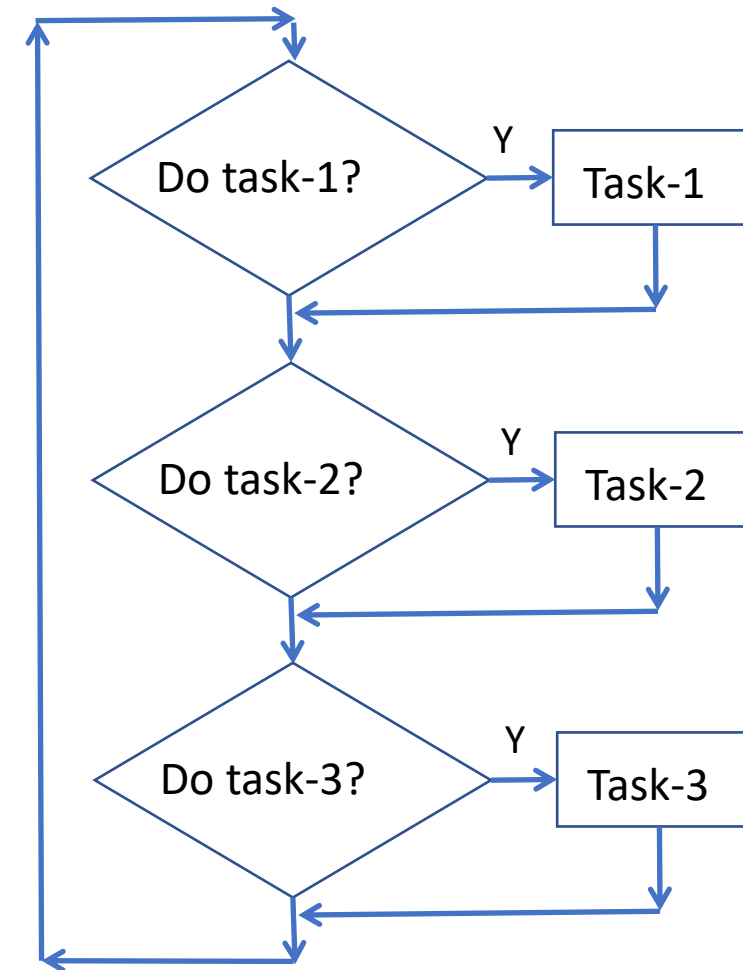 Do task-1?
Y
Task-1
Do task-2?
Y
Task-2
Do task-3?
Y
Task-3